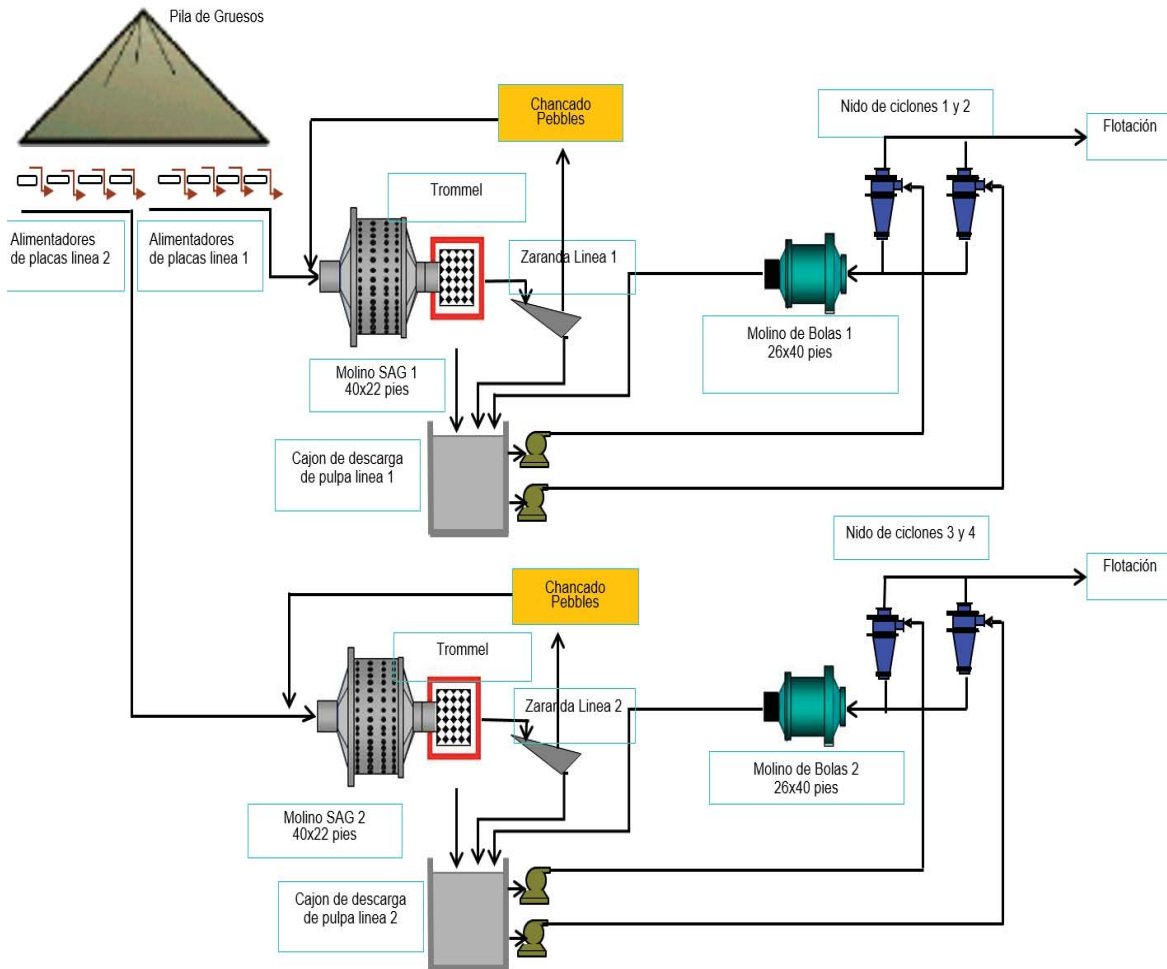 Pila de Gruesos
Chancado
Pebbles
Nido de ciclones 1 y 2
Flotación
Trommel
Alimentadores
de placas linea 2
Alimentadores
de placas linea 1
Zaranda Linea 1
Molino de Bolas 1
26x40 pies
Molino SAG 1
40x22 pies
Cajon de descarga
de pulpa linea 1
Nido de ciclones 3 y 4
Flotación
Chancado
Pebbles
Trommel
Zaranda Linea 2
Molino de Bolas 2
26x40 pies
Molino SAG 2
40x22 pies
Cajon de descarga
de pulpa linea 2